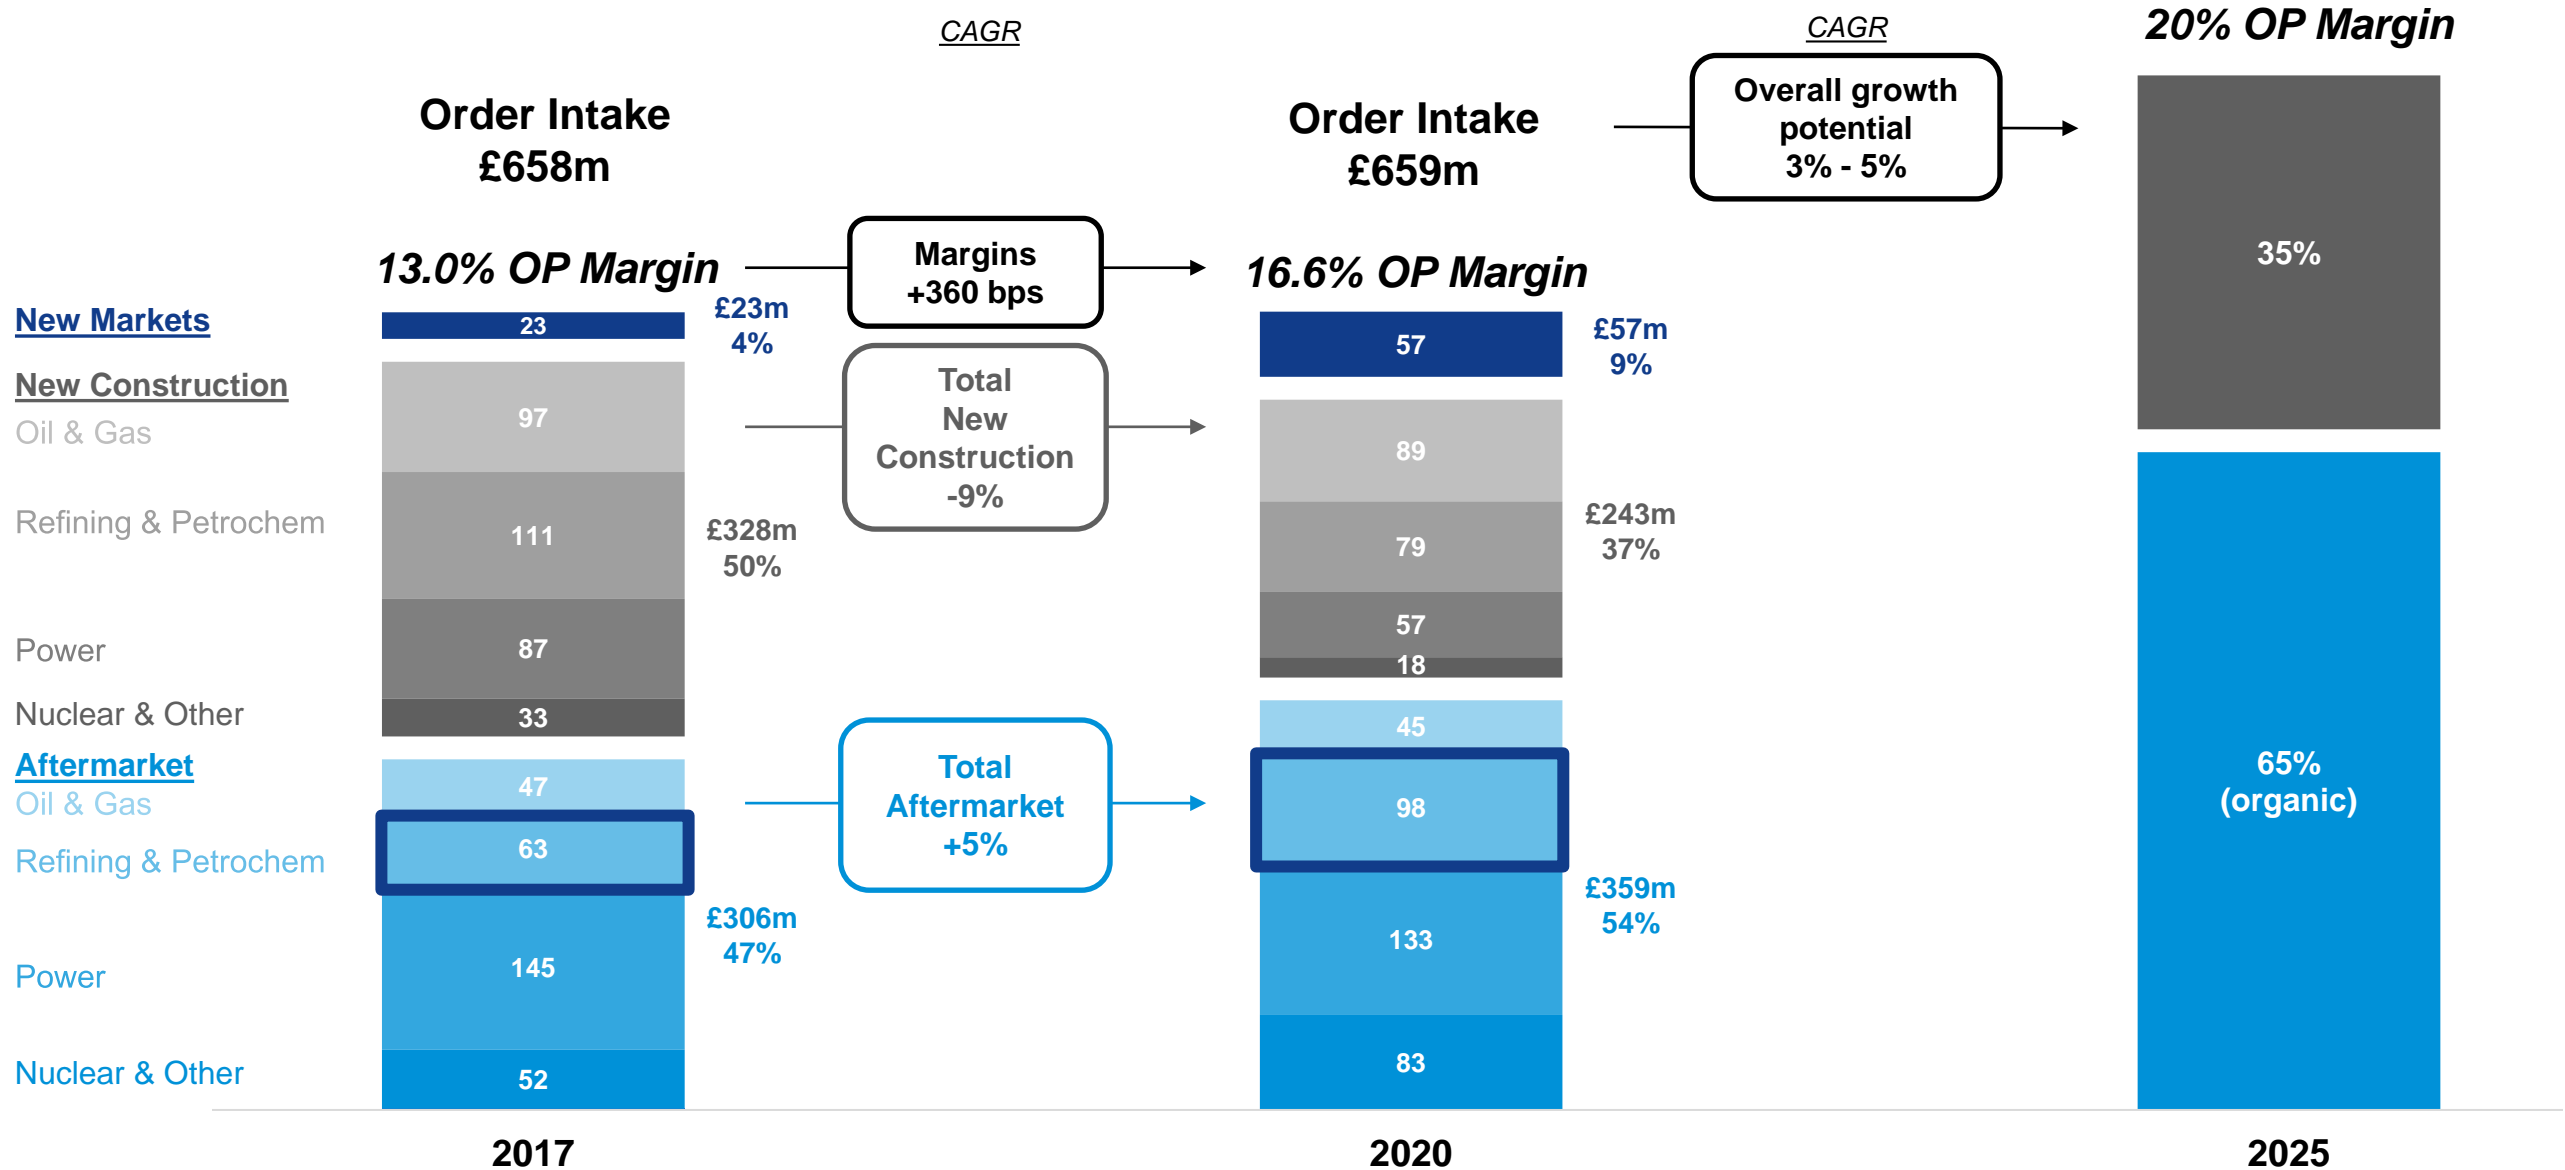 CAGR
CAGR
20% OP Margin
Order Intake
£658m
Order Intake
£659m
Overall growth
potential
3% - 5%
13.0% OP Margin
Margins
+360 bps
16.6% OP Margin
35%
New Markets
23
£23m
4%
57
£57m
9%
New Construction
Oil & Gas
97
Total
New
Construction
-9%
89
Refining & Petrochem
111
£328m
50%
79
£243m
37%
Power
87
57
Nuclear & Other
33
18
Aftermarket
Oil & Gas
47
Total
Aftermarket
+5%
45
65%
(organic)
Refining & Petrochem
63
98
£306m
47%
£359m
54%
Power
145
133
Nuclear & Other
52
83
2017
2020
2025